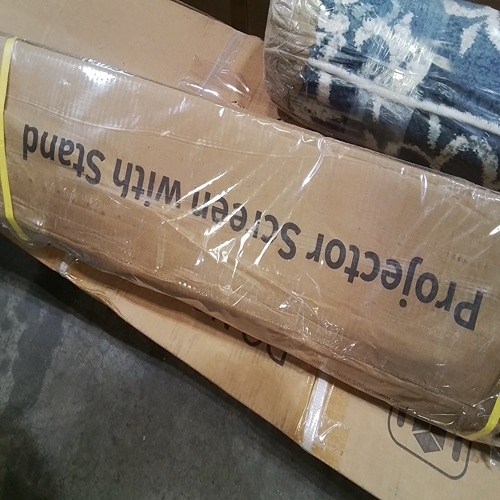 Projector Screen with Stand